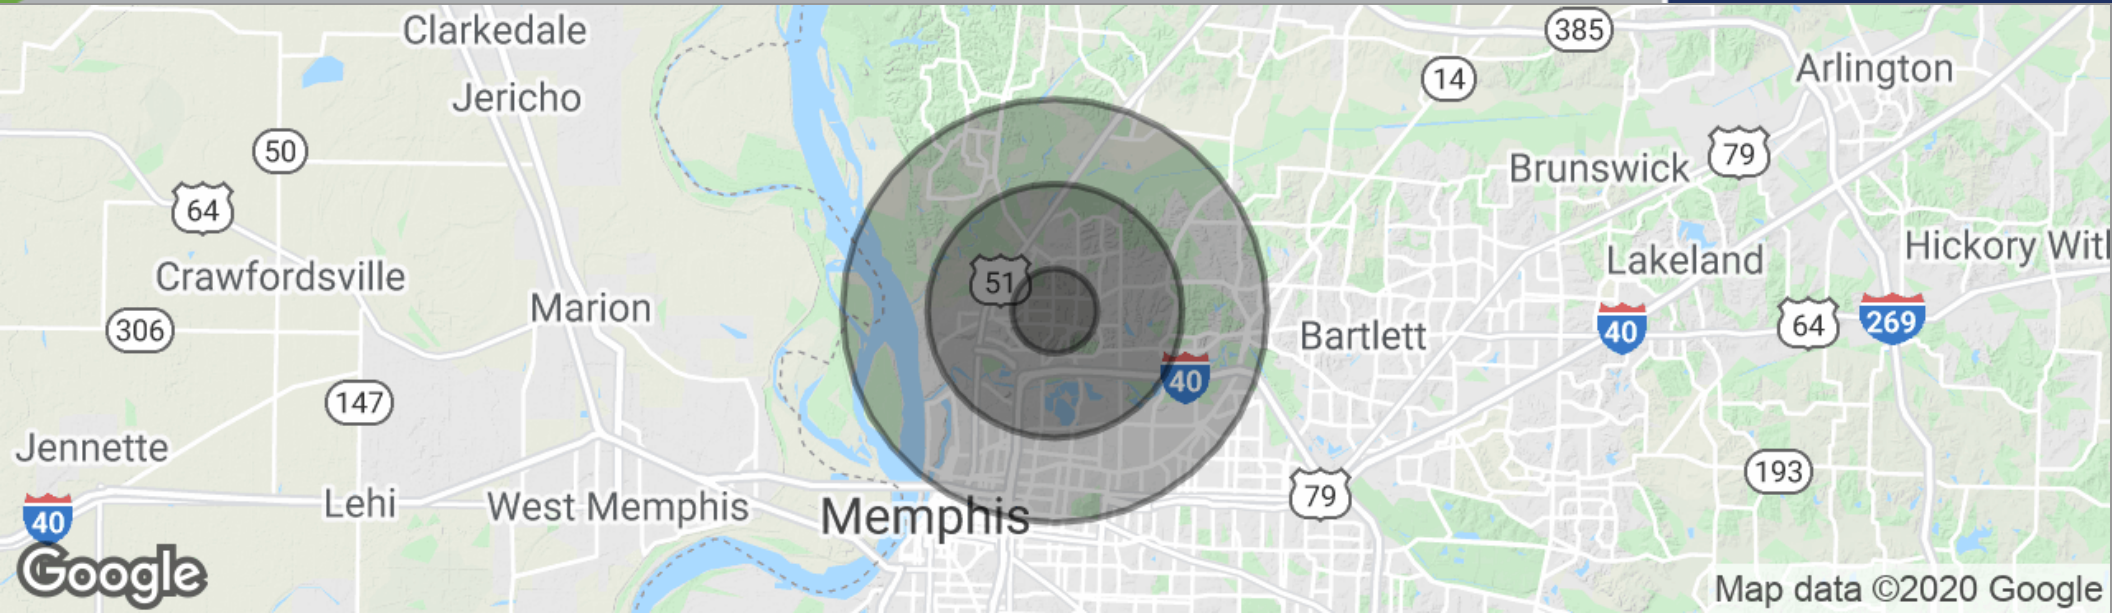 Clarkedale
385
14
Arlington
Jericho
50
79
Brunswick
64
Hickory Witl
Lakeland
Crawfordsville
51
Marion
306
64
269
40
Bartlett
40
147
Jennette
193
79
Lehi
West Memphis
Memphis
40
Google
Map data ©2020 Google